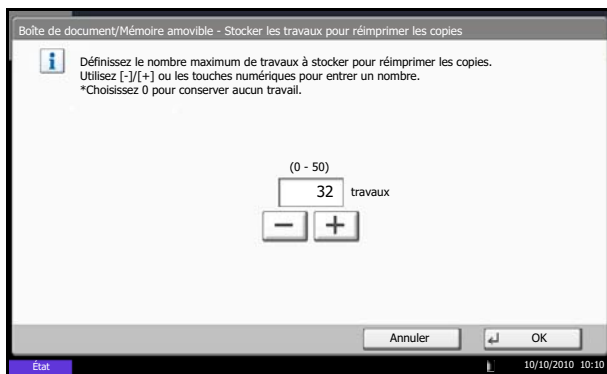 Boîte de document/Mémoire amovible - Stocker les travaux pour réimprimer les copies
Définissez le nombre maximum de travaux à stocker pour réimprimer les copies.
Utilisez [-]/[+] ou les touches numériques pour entrer un nombre.
*Choisissez 0 pour conserver aucun travail.
(0 - 50)
32 travaux
Annuler OK
État 10/10/2010 10:10